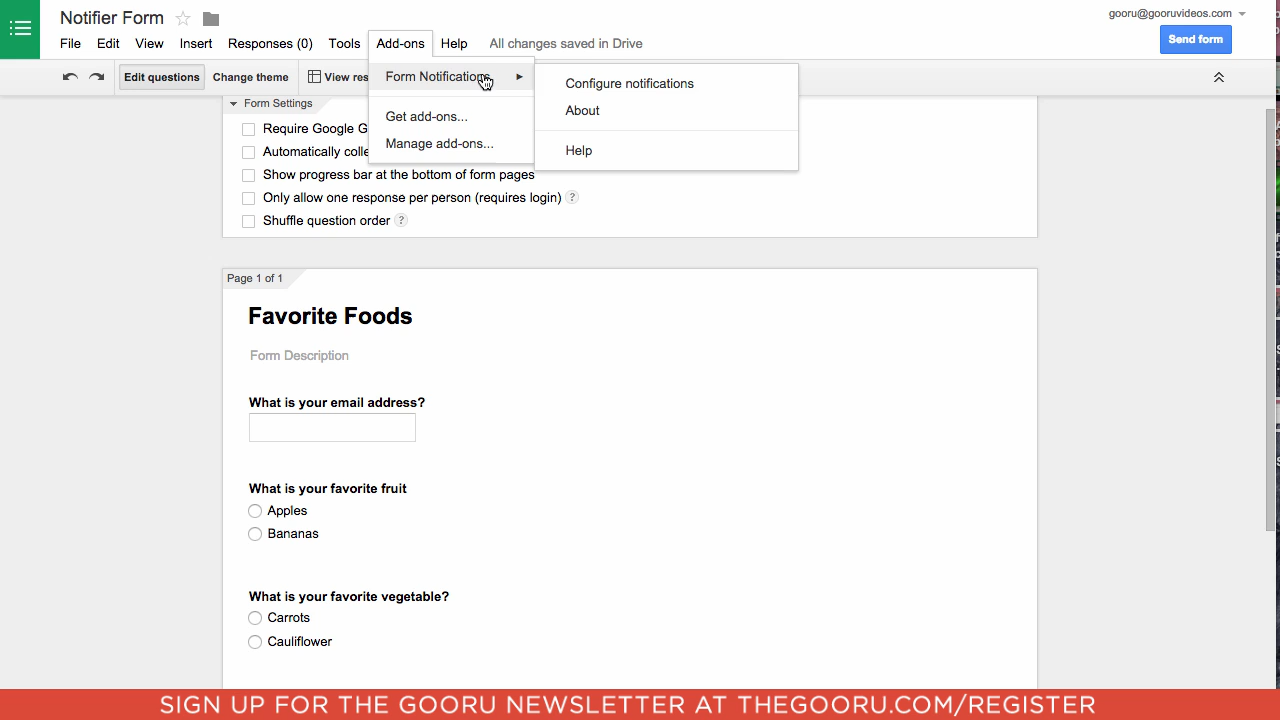 Notifier Form
gooru@gooruvideos.com
File Edit View Insert Responses (0) Tools Add-ons Help All changes saved in Drive
Send form
Edit questions Change theme View res
Form Notifications
Configure notifications
About
Help
Get add-ons...
Manage add-ons...
Form Settings
Require Google G
Automatically colle
Show progress bar at the bottom of form pages
Only allow one response per person (requires login) ?
Shuffle question order ?
Page 1 of 1
Favorite Foods
Form Description
What is your email address?
What is your favorite fruit
Apples
Bananas
What is your favorite vegetable?
Carrots
Cauliflower
SIGN UP FOR THE GOORU NEWSLETTER AT THEGOORU.COM/REGISTER